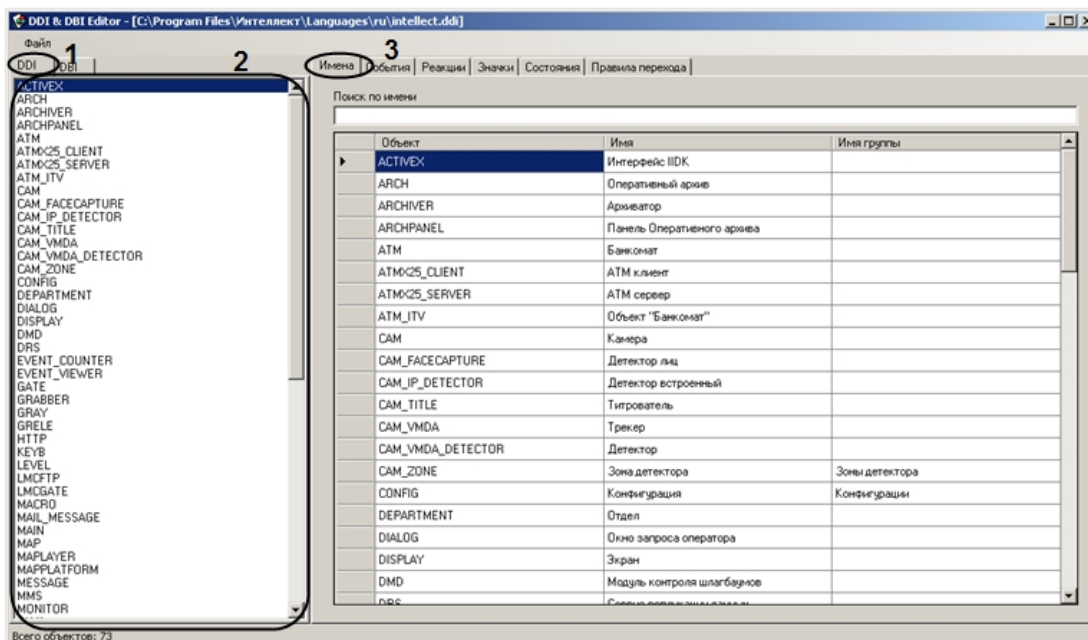 DDI & DBI Editor - [C:\Program Files\Интеллект\Languages\ru\intellect.ddi]
Файл
1 2 3
DDI DBI
Имена События Реакции Значки Состояния Правила перехода
ACTIVEX
ARCH
ARCHIVER
ARCHPANEL
ATM
ATMX25_CLIENT
ATMX25_SERVER
ATM_ITV
CAM
CAM_FACECAPTURE
CAM_IP_DETECTOR
CAM_TITLE
CAM_VMDA
CAM_VMDA_DETECTOR
CAM_ZONE
CONFIG
DEPARTMENT
DIALOG
DISPLAY
DMD
DRS
EVENT_COUNTER
EVENT_VIEWER
GATE
GRABBER
GRAY
GRELE
HTTP
KEYB
LEVEL
LMCFTP
LMCGATE
MACRO
MAIL_MESSAGE
MAIN
MAP
MAPLAYER
MAPPLATFORM
MESSAGE
MMS
MONITOR
Поиск по имени
Объект Имя Имя группы
ACTIVEX Интерфейс IIDK
ARCH Оперативный архив
ARCHIVER Архиватор
ARCHPANEL Панель Оперативного архива
ATM Банкомат
ATMX25_CLIENT ATM клиент
ATMX25_SERVER ATM сервер
ATM_ITV Объект "Банкомат"
CAM Камера
CAM_FACECAPTURE Детектор лиц
CAM_IP_DETECTOR Детектор встроенный
CAM_TITLE Титрователь
CAM_VMDA Трекер
CAM_VMDA_DETECTOR Детектор
CAM_ZONE Зона детектора Зоны детектора
CONFIG Конфигурация Конфигурации
DEPARTMENT Отдел
DIALOG Окно запроса оператора
DISPLAY Экран
DMD Модуль контроля шлагбаумов
DRS
Всего объектов: 73